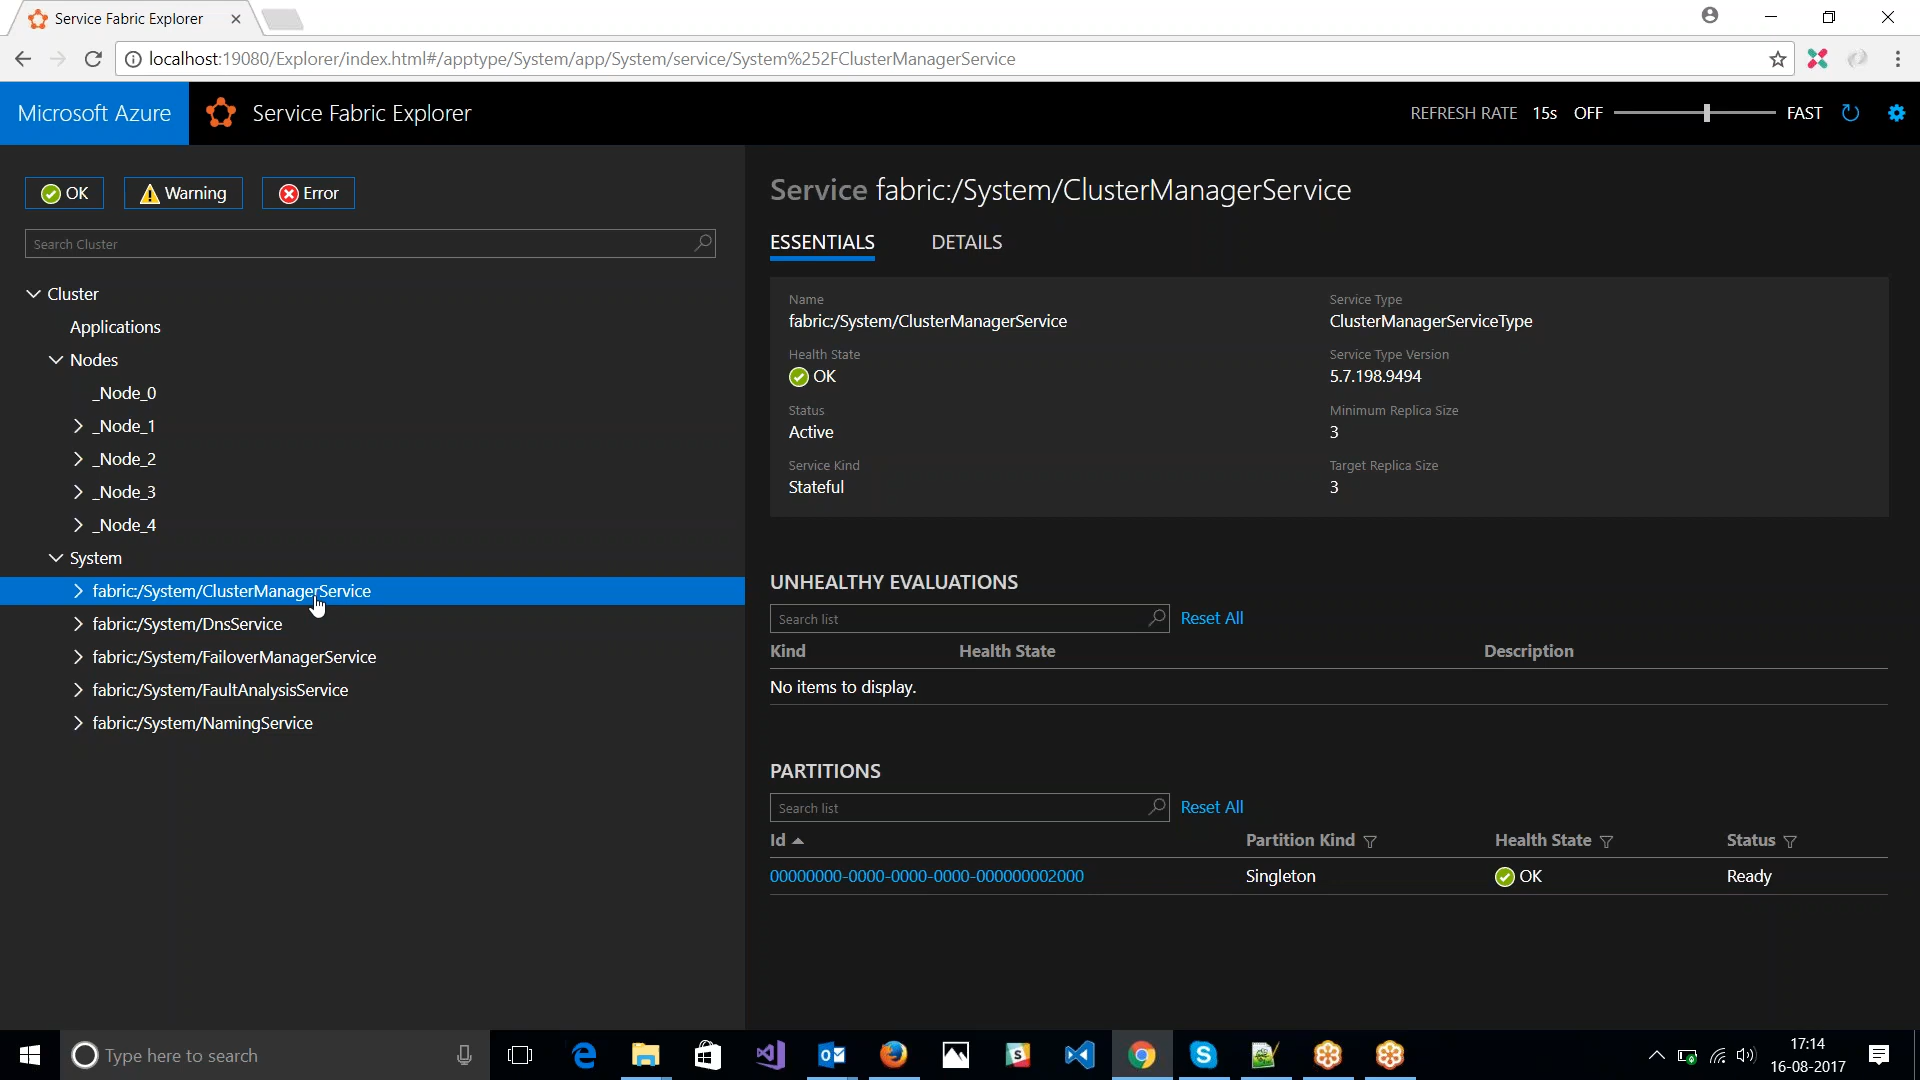 Service Fabric Explorer
localhost:19080/Explorer/index.html#/apptype/System/app/System/service/System%252FClusterManagerService
Microsoft Azure
Service Fabric Explorer
REFRESH RATE 15s OFF FAST
OK Warning Error
Search Cluster
Cluster
Applications
Nodes
_Node_0
_Node_1
_Node_2
_Node_3
_Node_4
System
fabric:/System/ClusterManagerService
fabric:/System/DnsService
fabric:/System/FailoverManagerService
fabric:/System/FaultAnalysisService
fabric:/System/NamingService
Service fabric:/System/ClusterManagerService
ESSENTIALS DETAILS
Name Service Type
fabric:/System/ClusterManagerService ClusterManagerServiceType
Health State Service Type Version
OK 5.7.198.9494
Status Minimum Replica Size
Active 3
Service Kind Target Replica Size
Stateful 3
UNHEALTHY EVALUATIONS
Search list Reset All
Kind Health State Description
No items to display.
PARTITIONS
Search list Reset All
Id Partition Kind Health State Status
00000000-0000-0000-0000-000000002000 Singleton OK Ready
Type here to search
17:14
16-08-2017